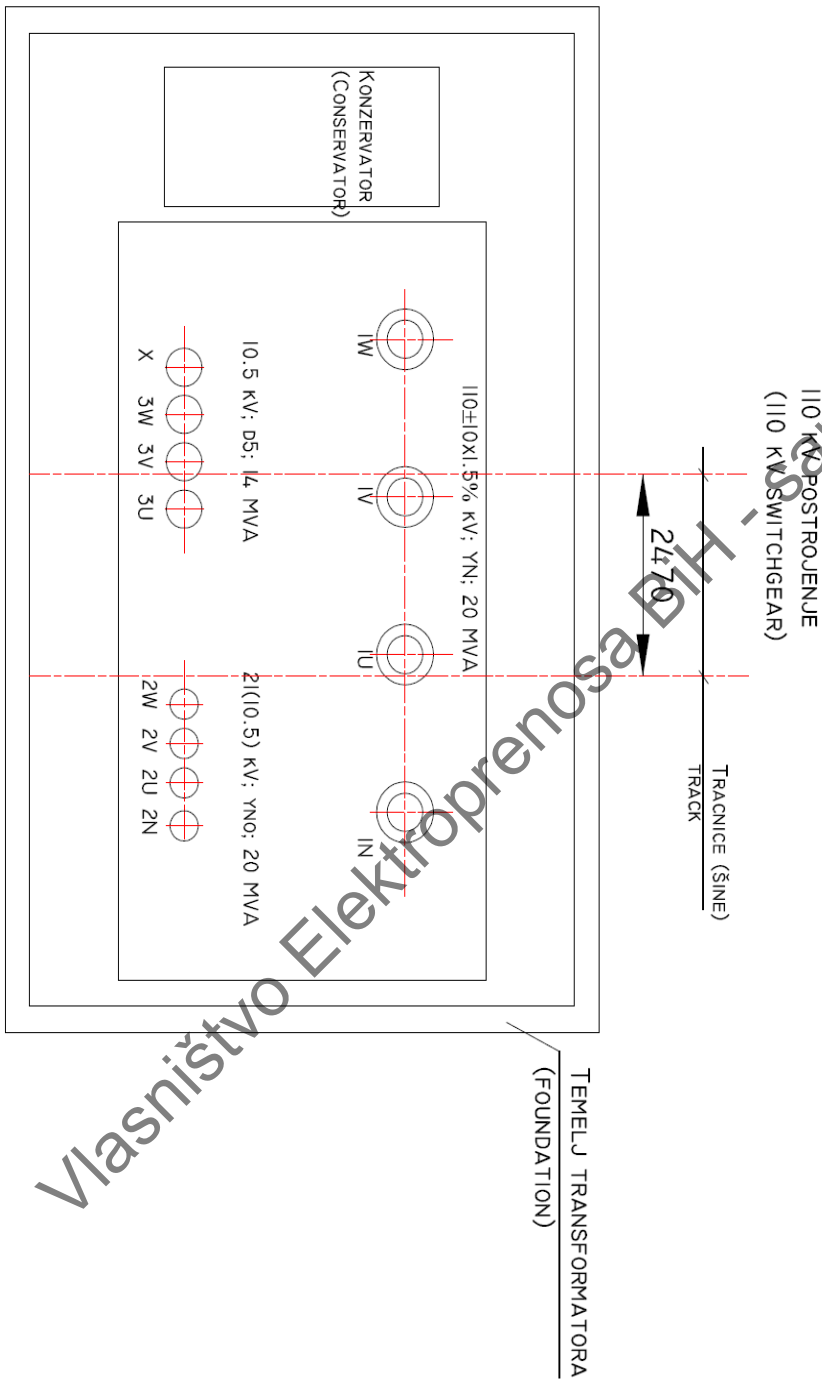 110 KV POSTROJENJE
(110 KV SWITCHGEAR)
TRACNICE (ŠINE)
TRACK
2470
TEMELJ TRANSFORMATORA
(FOUNDATION)
KONZERVATOR
(CONSERVATOR)
110±10x1.5% KV; YN; 20 MVA
1W
1V
1U
1N
10.5 KV; D5; 14 MVA
21(10.5) KV; YN0; 20 MVA
X
3W
3V
3U
2W
2V
2U
2N
Vlasništvo Elektroprenosa BiH -